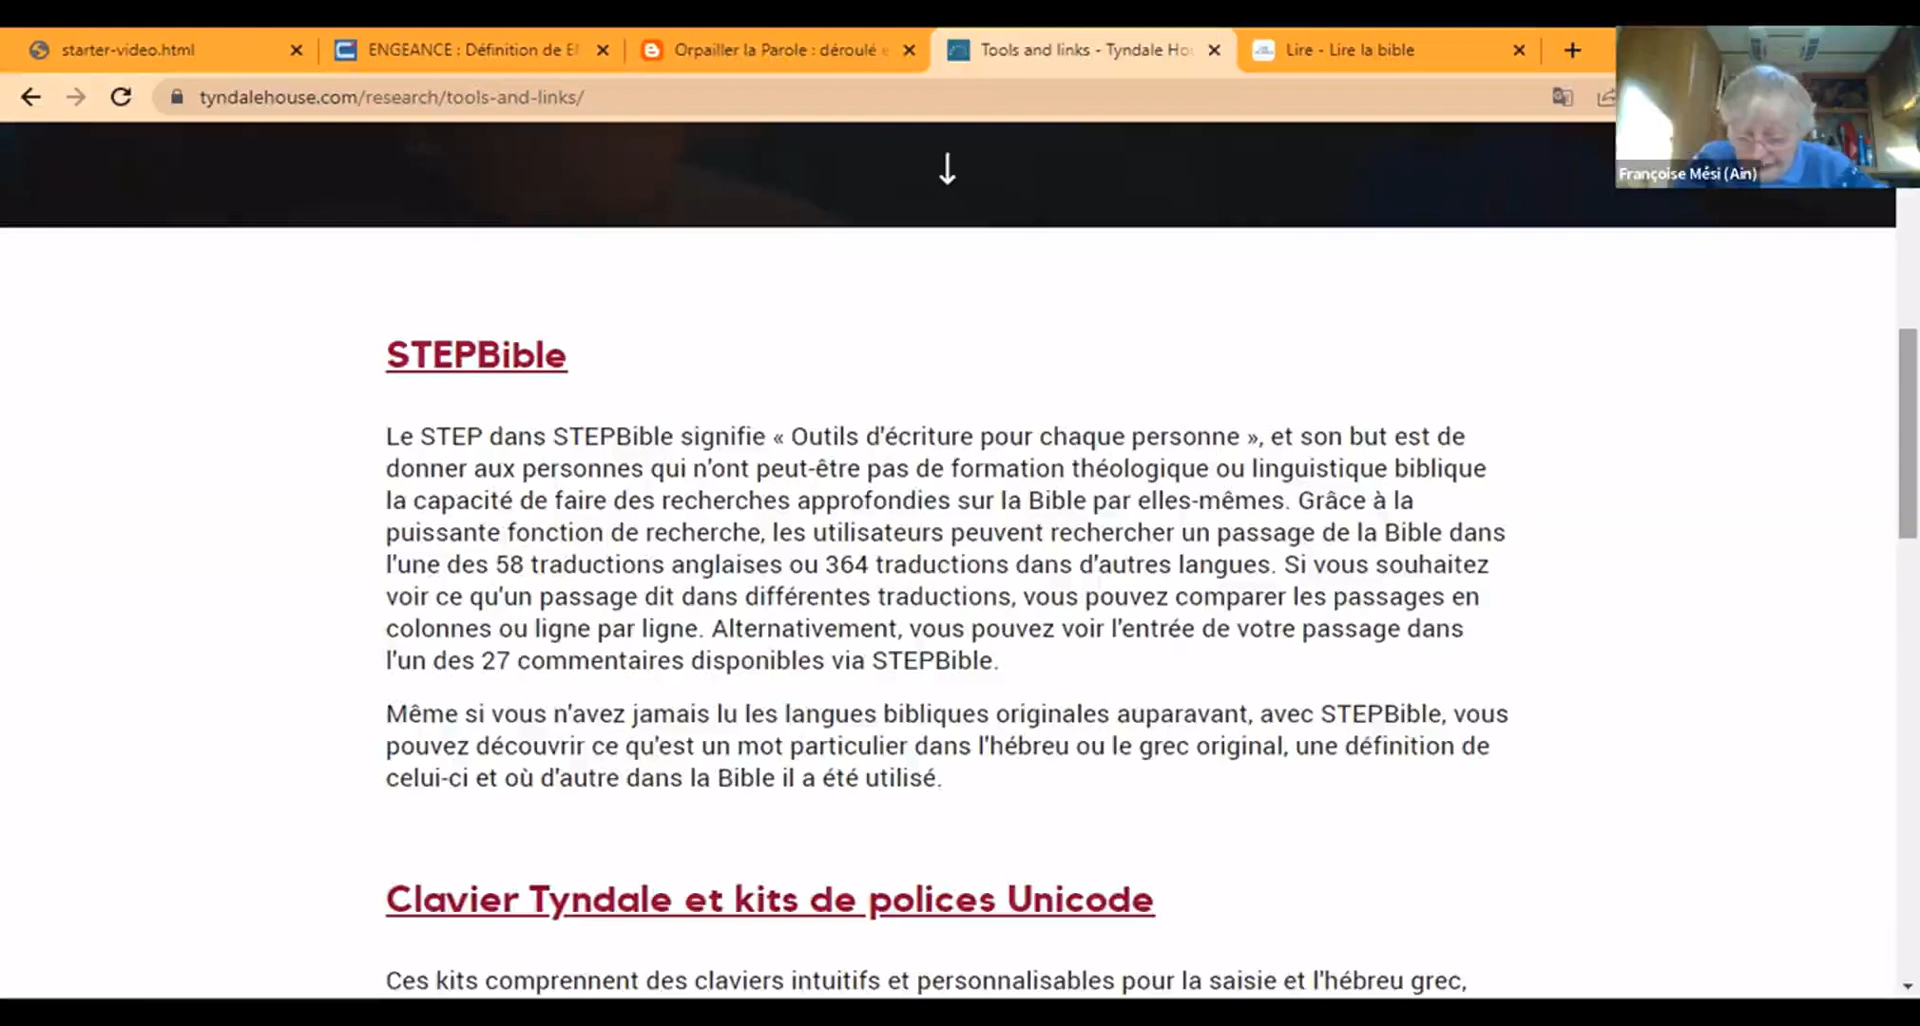 starter-video.html
ENGEANCE : Définition de
Orpailler la Parole : déroulé
Tools and links - Tyndale Ho
Lire - Lire la bible
tyndalehouse.com/research/tools-and-links/
Françoise Mési (Ain)
STEPBible
Le STEP dans STEPBible signifie « Outils d'écriture pour chaque personne », et son but est de
donner aux personnes qui n'ont peut-être pas de formation théologique ou linguistique biblique
la capacité de faire des recherches approfondies sur la Bible par elles-mêmes. Grâce à la
puissante fonction de recherche, les utilisateurs peuvent rechercher un passage de la Bible dans
l'une des 58 traductions anglaises ou 364 traductions dans d'autres langues. Si vous souhaitez
voir ce qu'un passage dit dans différentes traductions, vous pouvez comparer les passages en
colonnes ou ligne par ligne. Alternativement, vous pouvez voir l'entrée de votre passage dans
l'un des 27 commentaires disponibles via STEPBible.
Même si vous n'avez jamais lu les langues bibliques originales auparavant, avec STEPBible, vous
pouvez découvrir ce qu'est un mot particulier dans l'hébreu ou le grec original, une définition de
celui-ci et où d'autre dans la Bible il a été utilisé.
Clavier Tyndale et kits de polices Unicode
Ces kits comprennent des claviers intuitifs et personnalisables pour la saisie et l'hébreu grec,